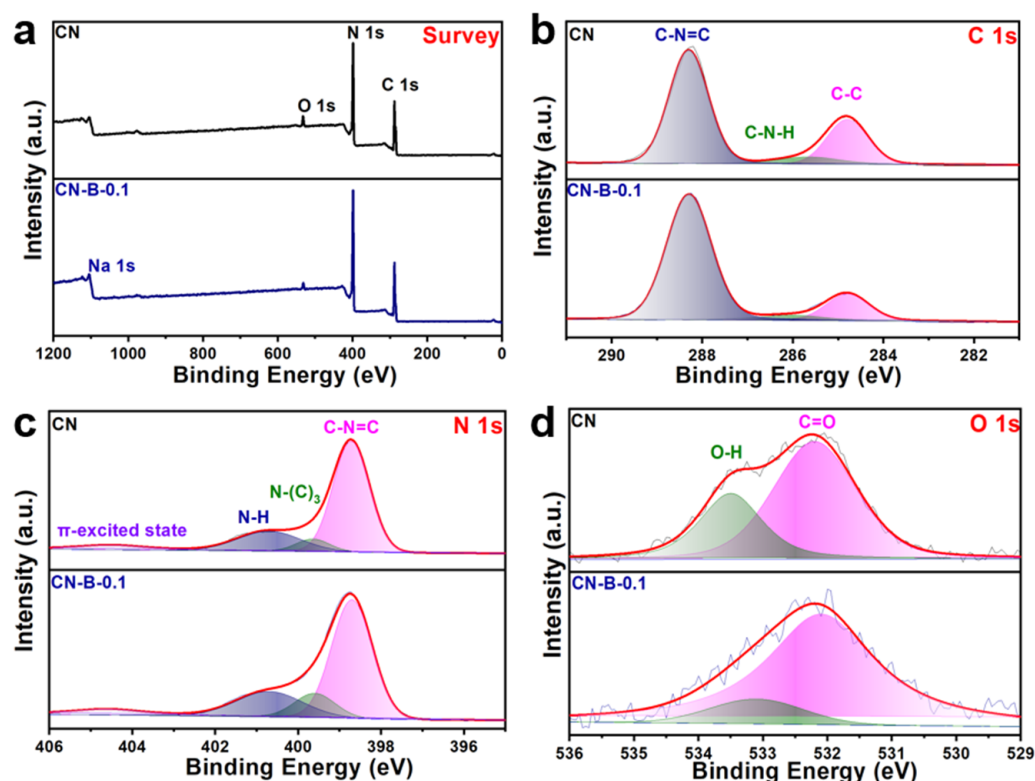 a
CN
Survey
N 1s
C 1s
O 1s
CN-B-0.1
Na 1s
Intensity (a.u.)
1200 1000 800 600 400 200 0
Binding Energy (eV)
b
CN
C 1s
C-N=C
C-C
C-N-H
CN-B-0.1
Intensity (a.u.)
290 288 286 284 282
Binding Energy (eV)
c
CN
N 1s
C-N=C
N-(C)₃
N-H
π-excited state
CN-B-0.1
Intensity (a.u.)
406 404 402 400 398 396
Binding Energy (eV)
d
CN
O 1s
C=O
O-H
CN-B-0.1
Intensity (a.u.)
536 535 534 533 532 531 530 529
Binding Energy (eV)